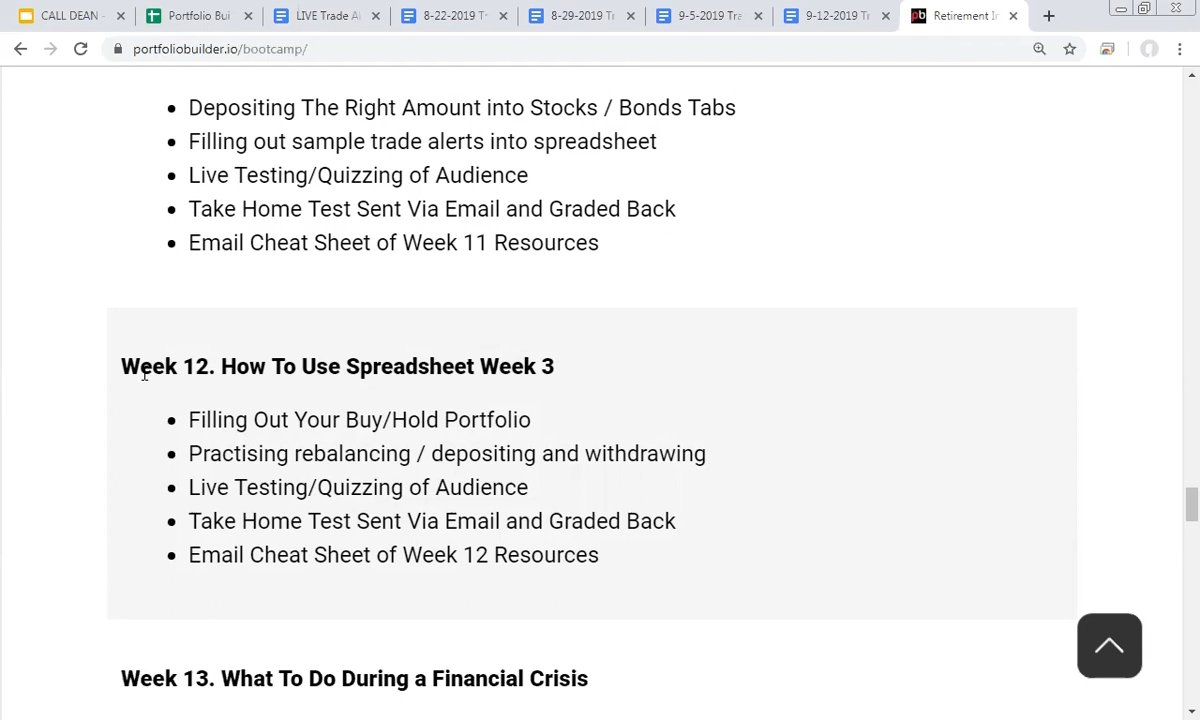 CALL DEAN -
Portfolio Bui
LIVE Trade A
8-22-2019 T
8-29-2019 Tr
9-5-2019 Tra
9-12-2019 Tr
Retirement I
portfoliobuilder.io/bootcamp/
Depositing The Right Amount into Stocks / Bonds Tabs
Filling out sample trade alerts into spreadsheet
Live Testing/Quizzing of Audience
Take Home Test Sent Via Email and Graded Back
Email Cheat Sheet of Week 11 Resources
Week 12. How To Use Spreadsheet Week 3
Filling Out Your Buy/Hold Portfolio
Practising rebalancing / depositing and withdrawing
Live Testing/Quizzing of Audience
Take Home Test Sent Via Email and Graded Back
Email Cheat Sheet of Week 12 Resources
Week 13. What To Do During a Financial Crisis